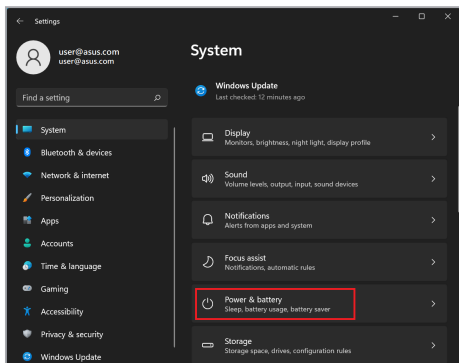 Settings
user@asus.com
user@asus.com
Find a setting
System
Bluetooth & devices
Network & internet
Personalization
Apps
Accounts
Time & language
Gaming
Accessibility
Privacy & security
Windows Update
System
Windows Update
Last checked: 12 minutes ago
Display
Monitors, brightness, night light, display profile
Sound
Volume levels, output, input, sound devices
Notifications
Alerts from apps and system
Focus assist
Notifications, automatic rules
Power & battery
Sleep, battery usage, battery saver
Storage
Storage space, drives, configuration rules